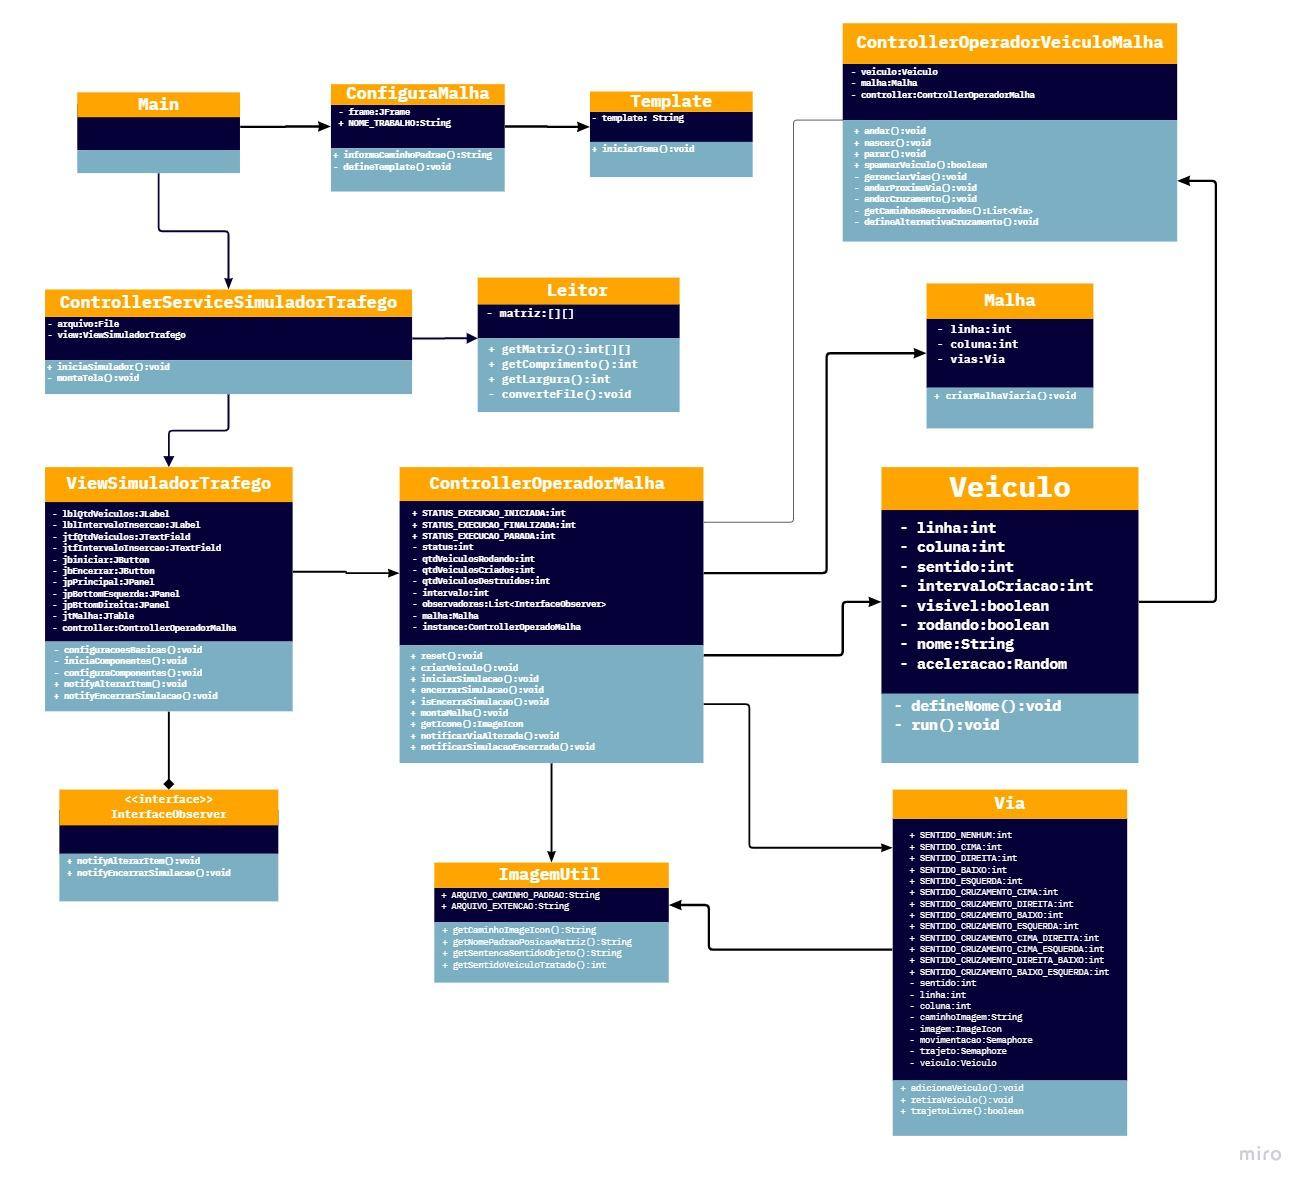 Main
ConfiguraMalha
- frame:JFrame
+ NOME_TRABALHO:String
+ informaCaminhoPadrao():String
- defineTemplate():void
Template
- template: String
+ iniciarTema():void
ControllerOperadorVeiculoMalha
- veiculo:Veiculo
- malha:Malha
- controller:ControllerOperadorMalha
+ andar():void
+ nascer():void
+ parar():void
+ spawnarVeiculo():boolean
- gerenciarVias():void
- andarProximaVia():void
- andarCruzamento():void
- getCaminhosReservados():List<Via>
- defineAlternativaCruzamento():void
ControllerServiceSimuladorTrafego
- arquivo:File
- view:ViewSimuladorTrafego
+ iniciaSimulador():void
- montaTela():void
Leitor
- matriz:[][]
+ getMatriz():int[][]
+ getComprimento():int
+ getLargura():int
- converteFile():void
Malha
- linha:int
- coluna:int
- vias:Via
+ criarMalhaViaria():void
ViewSimuladorTrafego
- lblQtdVeiculos:JLabel
- lblIntervaloInsercao:JLabel
- jtfQtdVeiculos:JTextField
- jtfIntervaloInsercao:JTextField
- jbiniciar:JButton
- jbEncerrar:JButton
- jpPrincipal:JPanel
- jpBottomEsquerda:JPanel
- jpBttomDireita:JPanel
- jtMalha:JTable
- controller:ControllerOperadorMalha
- configuracoesBasicas():void
- iniciaComponentes():void
- configuraComponentes():void
+ notifyAlterarItem():void
+ notifyEncerrarSimulacao():void
ControllerOperadorMalha
+ STATUS_EXECUCAO_INICIADA:int
+ STATUS_EXECUCAO_FINALIZADA:int
+ STATUS_EXECUCAO_PARADA:int
- status:int
- qtdVeiculosRodando:int
- qtdVeiculosCriados:int
- qtdVeiculosDestruidos:int
- intervalo:int
- observadores:List<InterfaceObserver>
- malha:Malha
- instance:ControllerOperadoMalha
+ reset():void
+ criarVeiculo():void
+ iniciarSimulacao():void
+ encerrarSimulacao():void
+ isEncerraSimulacao():void
+ montaMalha():void
+ getIcone():ImageIcon
+ notificarViaAlterada():void
+ notificarSimulacaoEncerrada():void
Veiculo
- linha:int
- coluna:int
- sentido:int
- intervaloCriacao:int
- visivel:boolean
- rodando:boolean
- nome:String
- aceleracao:Random
- defineNome():void
- run():void
<<interface>>
InterfaceObserver
+ notifyAlterarItem():void
+ notifyEncerrarSimulacao():void
ImagemUtil
+ ARQUIVO_CAMINHO_PADRAO:String
+ ARQUIVO_EXTENCAO:String
+ getCaminhoImageIcon():String
+ getNomePadraoPosicaoMatriz():String
+ getSentencaSentidoObjeto():String
+ getSentidoVeiculoTratado():int
Via
+ SENTIDO_NENHUM:int
+ SENTIDO_CIMA:int
+ SENTIDO_DIREITA:int
+ SENTIDO_BAIXO:int
+ SENTIDO_ESQUERDA:int
+ SENTIDO_CRUZAMENTO_CIMA:int
+ SENTIDO_CRUZAMENTO_DIREITA:int
+ SENTIDO_CRUZAMENTO_BAIXO:int
+ SENTIDO_CRUZAMENTO_ESQUERDA:int
+ SENTIDO_CRUZAMENTO_CIMA_DIREITA:int
+ SENTIDO_CRUZAMENTO_CIMA_ESQUERDA:int
+ SENTIDO_CRUZAMENTO_DIREITA_BAIXO:int
+ SENTIDO_CRUZAMENTO_BAIXO_ESQUERDA:int
- sentido:int
- linha:int
- coluna:int
- caminhoImagem:String
- imagem:ImageIcon
- movimentacao:Semaphore
- trajeto:Semaphore
- veiculo:Veiculo
+ adicionaVeiculo():void
+ retiraVeiculo():void
+ trajetoLivre():boolean
miro